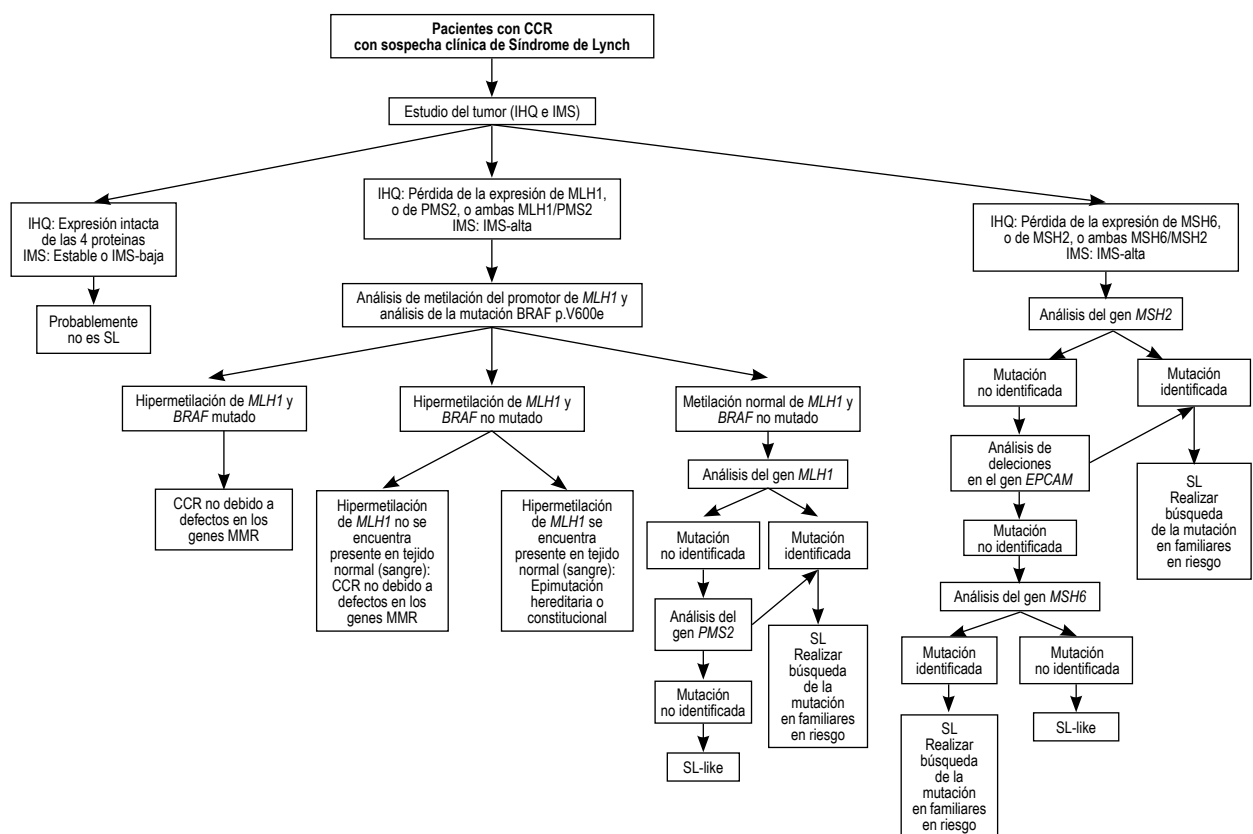 Pacientes con CCR
con sospecha clínica de Síndrome de Lynch
Estudio del tumor (IHQ e IMS)
IHQ: Expresión intacta
de las 4 proteinas
IMS: Estable o IMS-baja
Probablemente
no es SL
IHQ: Pérdida de la expresión de MLH1,
o de PMS2, o ambas MLH1/PMS2
IMS: IMS-alta
Análisis de metilación del promotor de MLH1 y
análisis de la mutación BRAF p.V600e
Hipermetilación de MLH1 y
BRAF mutado
CCR no debido a
defectos en los
genes MMR
Hipermetilación de MLH1 y
BRAF no mutado
Hipermetilación
de MLH1 no se
encuentra
presente en tejido
normal (sangre):
CCR no debido a
defectos en los
genes MMR
Hipermetilación
de MLH1 se
encuentra
presente en tejido
normal (sangre):
Epimutación
hereditaria o
constitucional
Metilación normal de MLH1 y
BRAF no mutado
Análisis del gen MLH1
Mutación
no identificada
Mutación
identificada
Análisis del
gen PMS2
Mutación
no identificada
SL-like
SL
Realizar
búsqueda
de la
mutación
en familiares
en riesgo
IHQ: Pérdida de la expresión de MSH6,
o de MSH2, o ambas MSH6/MSH2
IMS: IMS-alta
Análisis del gen MSH2
Mutación
no identificada
Mutación
identificada
Análisis de
deleciones
en el gen EPCAM
SL
Realizar
búsqueda
de la mutación
en familiares
en riesgo
Mutación
no identificada
Análisis del gen MSH6
Mutación
identificada
Mutación
no identificada
SL
Realizar
búsqueda
de la
mutación
en familiares
en riesgo
SL-like